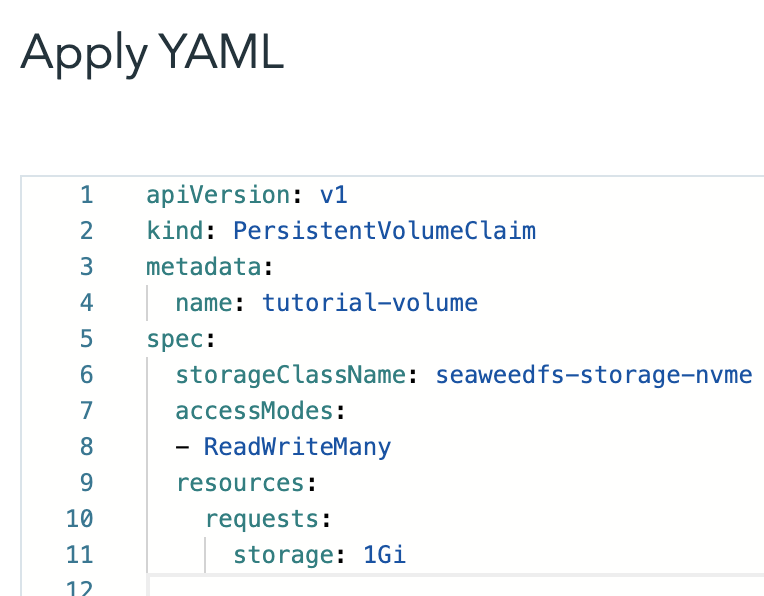 Apply YAML
1 apiVersion: v1
2 kind: PersistentVolumeClaim
3 metadata:
4   name: tutorial-volume
5 spec:
6   storageClassName: seaweedfs-storage-nvme
7   accessModes:
8   - ReadWriteMany
9   resources:
10     requests:
11       storage: 1Gi
12